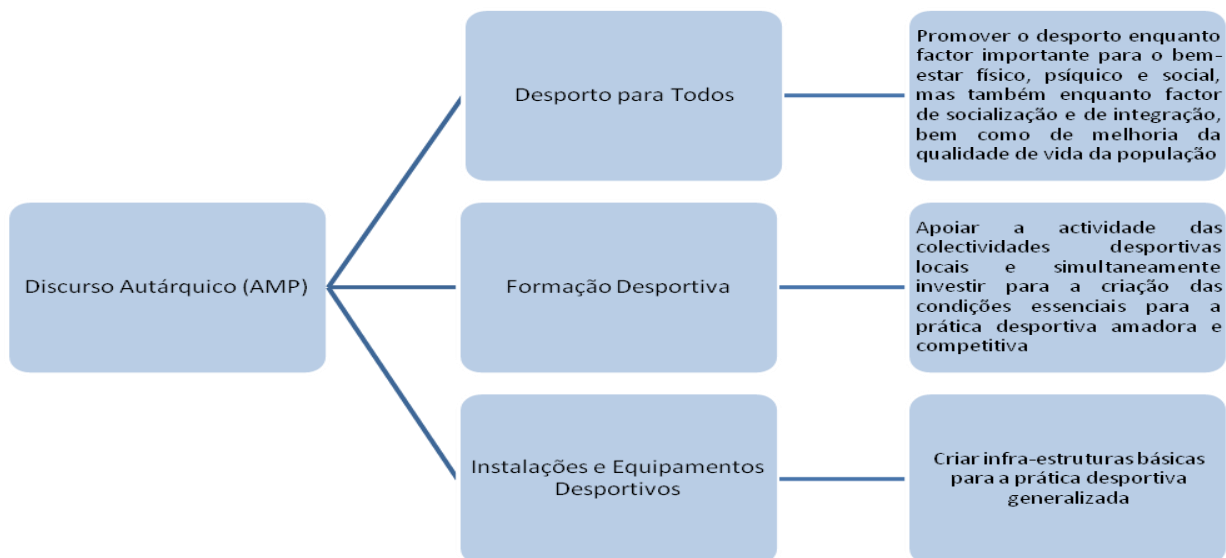 Discurso Autárquico (AMP)
Desporto para Todos
Promover o desporto enquanto
factor importante para o bem-
estar físico, psíquico e social,
mas também enquanto factor
de socialização e de integração,
bem como de melhoria da
qualidade de vida da população
Formação Desportiva
Apoiar a actividade das
colectividades desportivas
locais e simultaneamente
investir para a criação das
condições essenciais para a
prática desportiva amadora e
competitiva
Instalações e Equipamentos
Desportivos
Criar infra-estruturas básicas
para a prática desportiva
generalizada